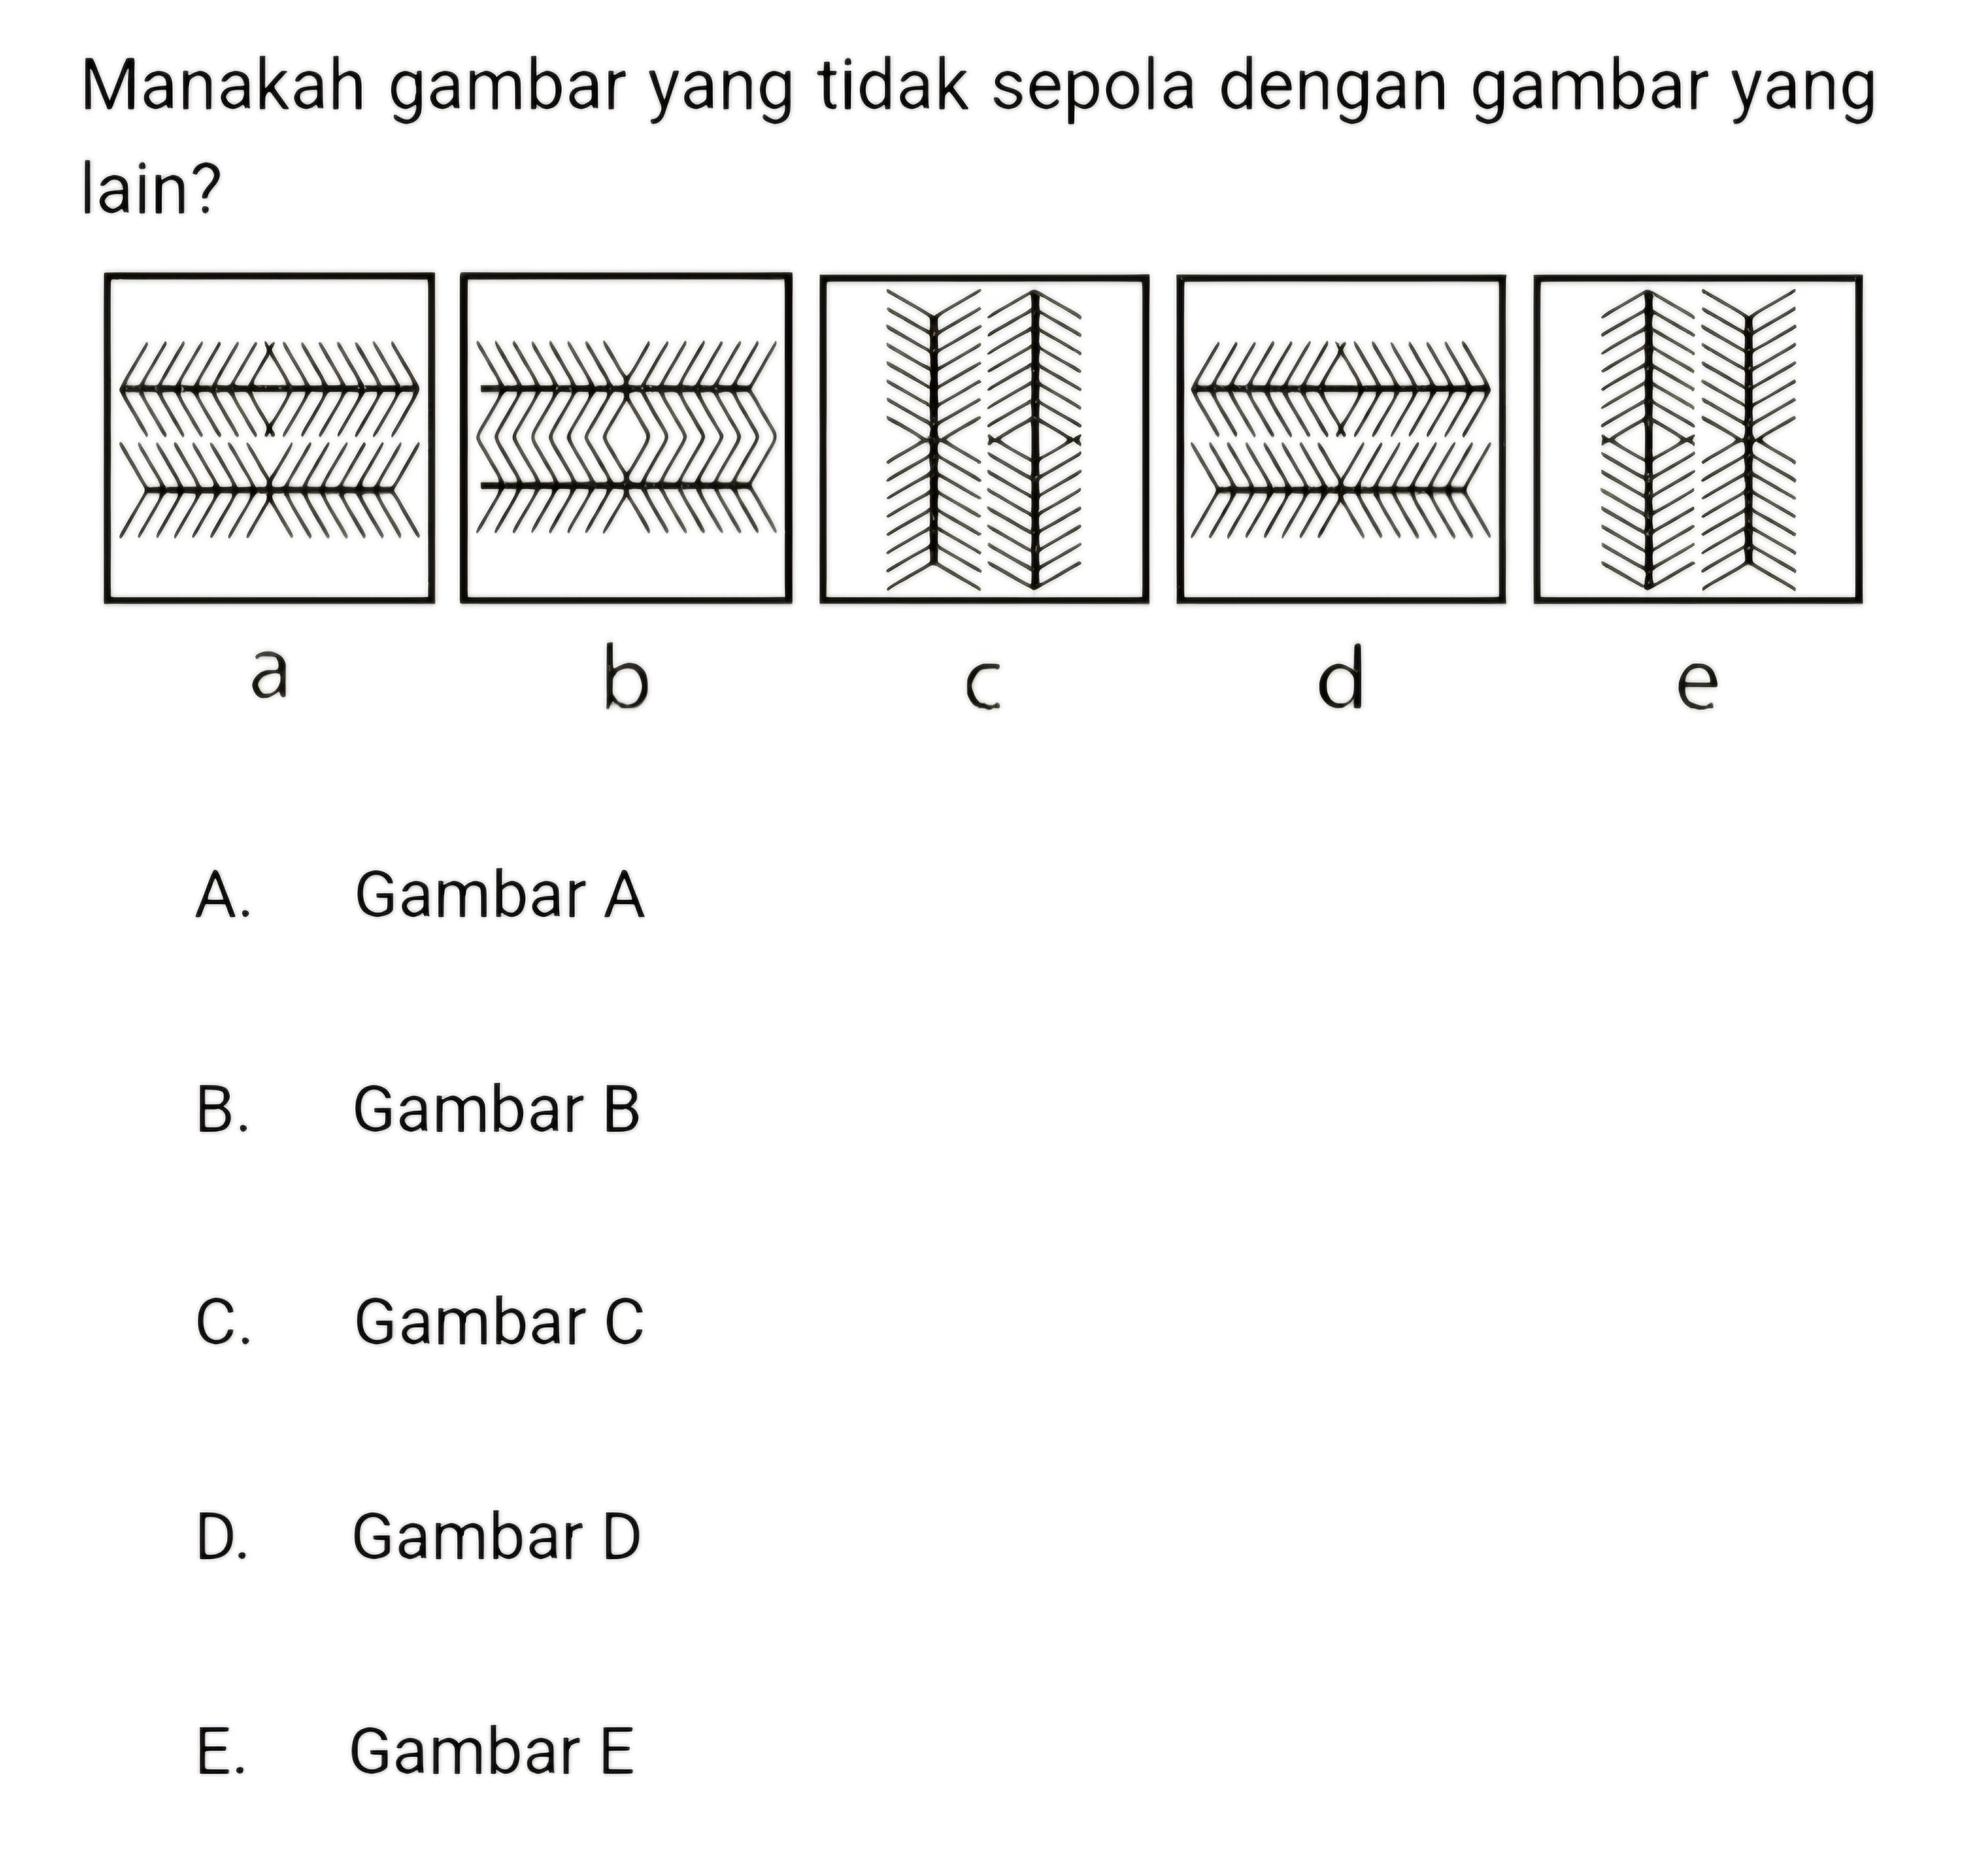 Manakah gambar yang tidak sepola dengan gambar yang
lain?
a b c d e
A. Gambar A
B. Gambar B
C. Gambar C
D. Gambar D
E. Gambar E